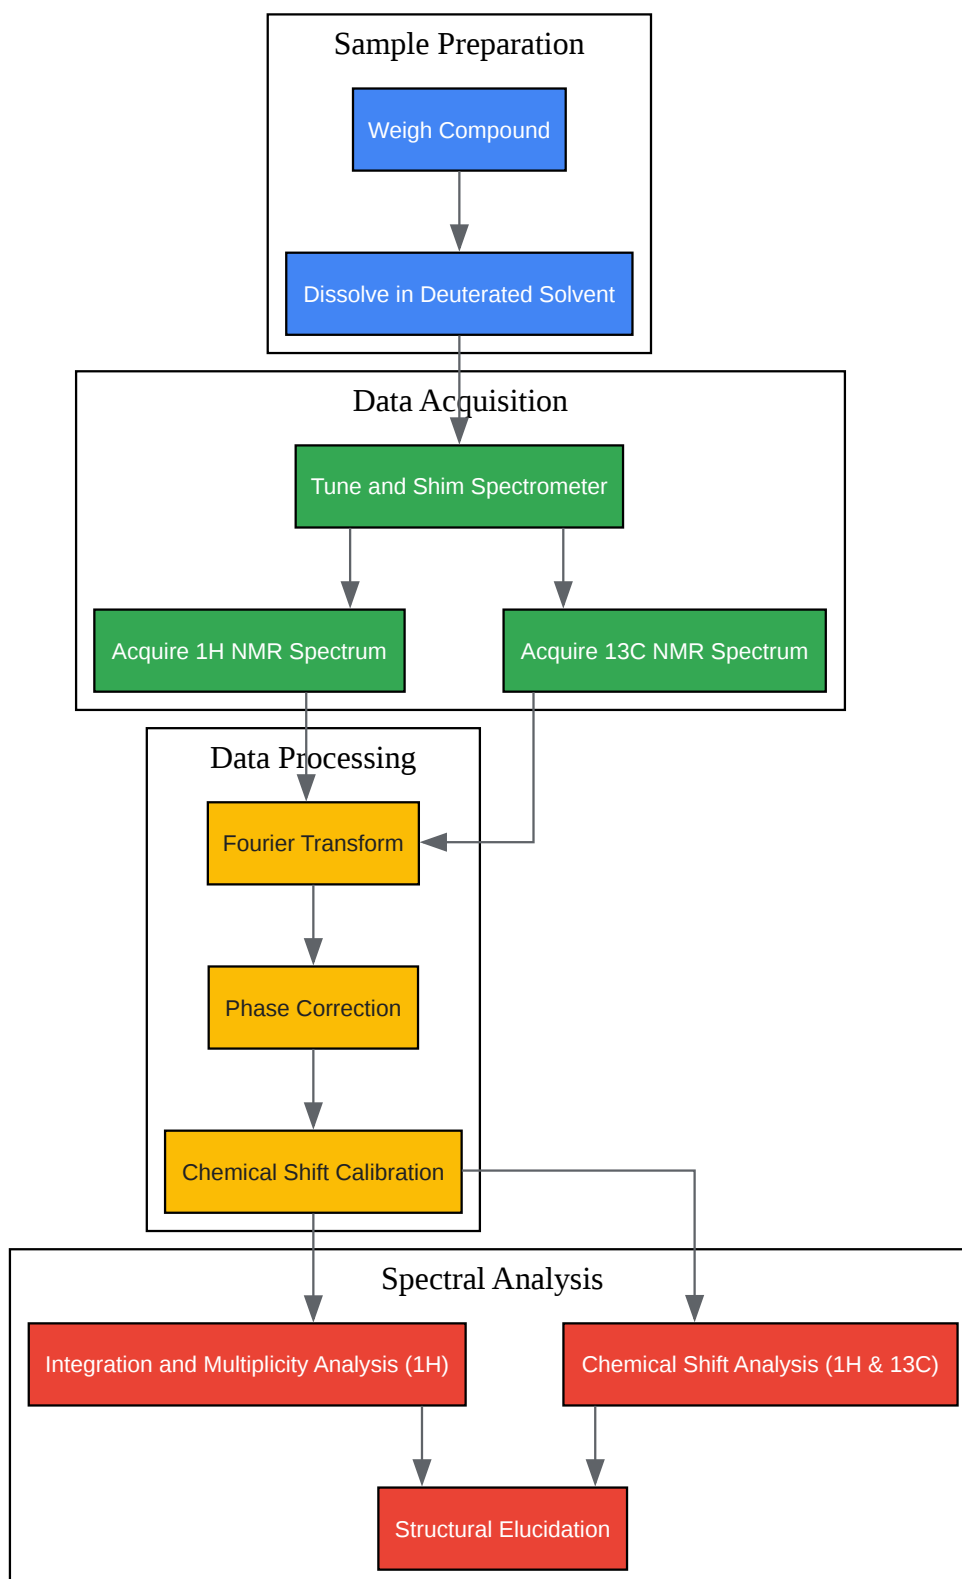 Sample Preparation
Weigh Compound
Dissolve in Deuterated Solvent
Data Acquisition
Tune and Shim Spectrometer
Acquire 1H NMR Spectrum
Acquire 13C NMR Spectrum
Data Processing
Fourier Transform
Phase Correction
Chemical Shift Calibration
Spectral Analysis
Integration and Multiplicity Analysis (1H)
Chemical Shift Analysis (1H & 13C)
Structural Elucidation